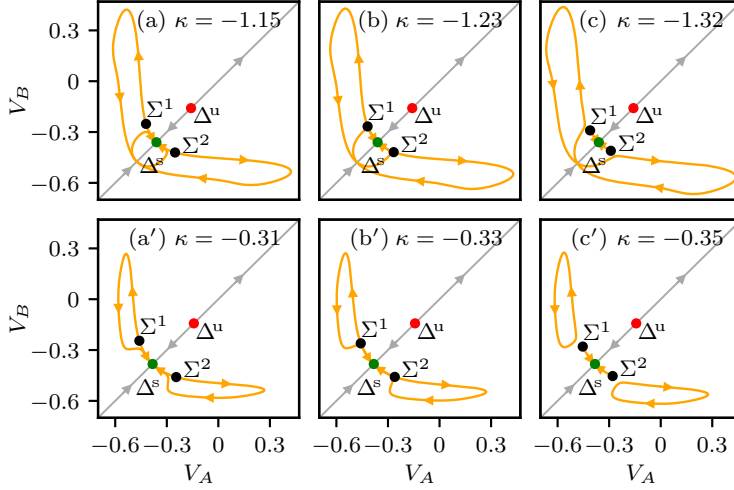 (a) κ = −1.15
(b) κ = −1.23
(c) κ = −1.32
0.3
0
−0.3
−0.6
V_B
Σ¹
Σ²
Δᵘ
Δˢ
Σ¹
Σ²
Δᵘ
Δˢ
Σ¹
Σ²
Δᵘ
Δˢ
(a′) κ = −0.31
(b′) κ = −0.33
(c′) κ = −0.35
0.3
0
−0.3
−0.6
V_B
Σ¹
Σ²
Δᵘ
Δˢ
Σ¹
Σ²
Δᵘ
Δˢ
Σ¹
Σ²
Δᵘ
Δˢ
−0.6 −0.3 0 0.3
−0.6 −0.3 0 0.3
−0.6 −0.3 0 0.3
V_A
V_A
V_A